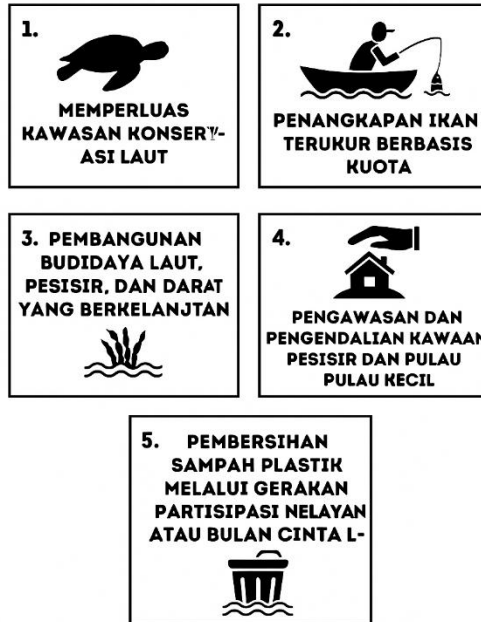 1.
MEMPERLUAS
KAWASAN KONSERV-
ASI LAUT
2.
PENANGKAPAN IKAN
TERUKUR BERBASIS
KUOTA
3. PEMBANGUNAN
BUDIDAYA LAUT,
PESISIR, DAN DARAT
YANG BERKELANJTAN
4.
PENGAWASAN DAN
PENGENDALIAN KAWAAN
PESISIR DAN PULAU
PULAU KECIL
5. PEMBERSIHAN
SAMPAH PLASTIK
MELALUI GERAKAN
PARTISIPASI NELAYAN
ATAU BULAN CINTA L-